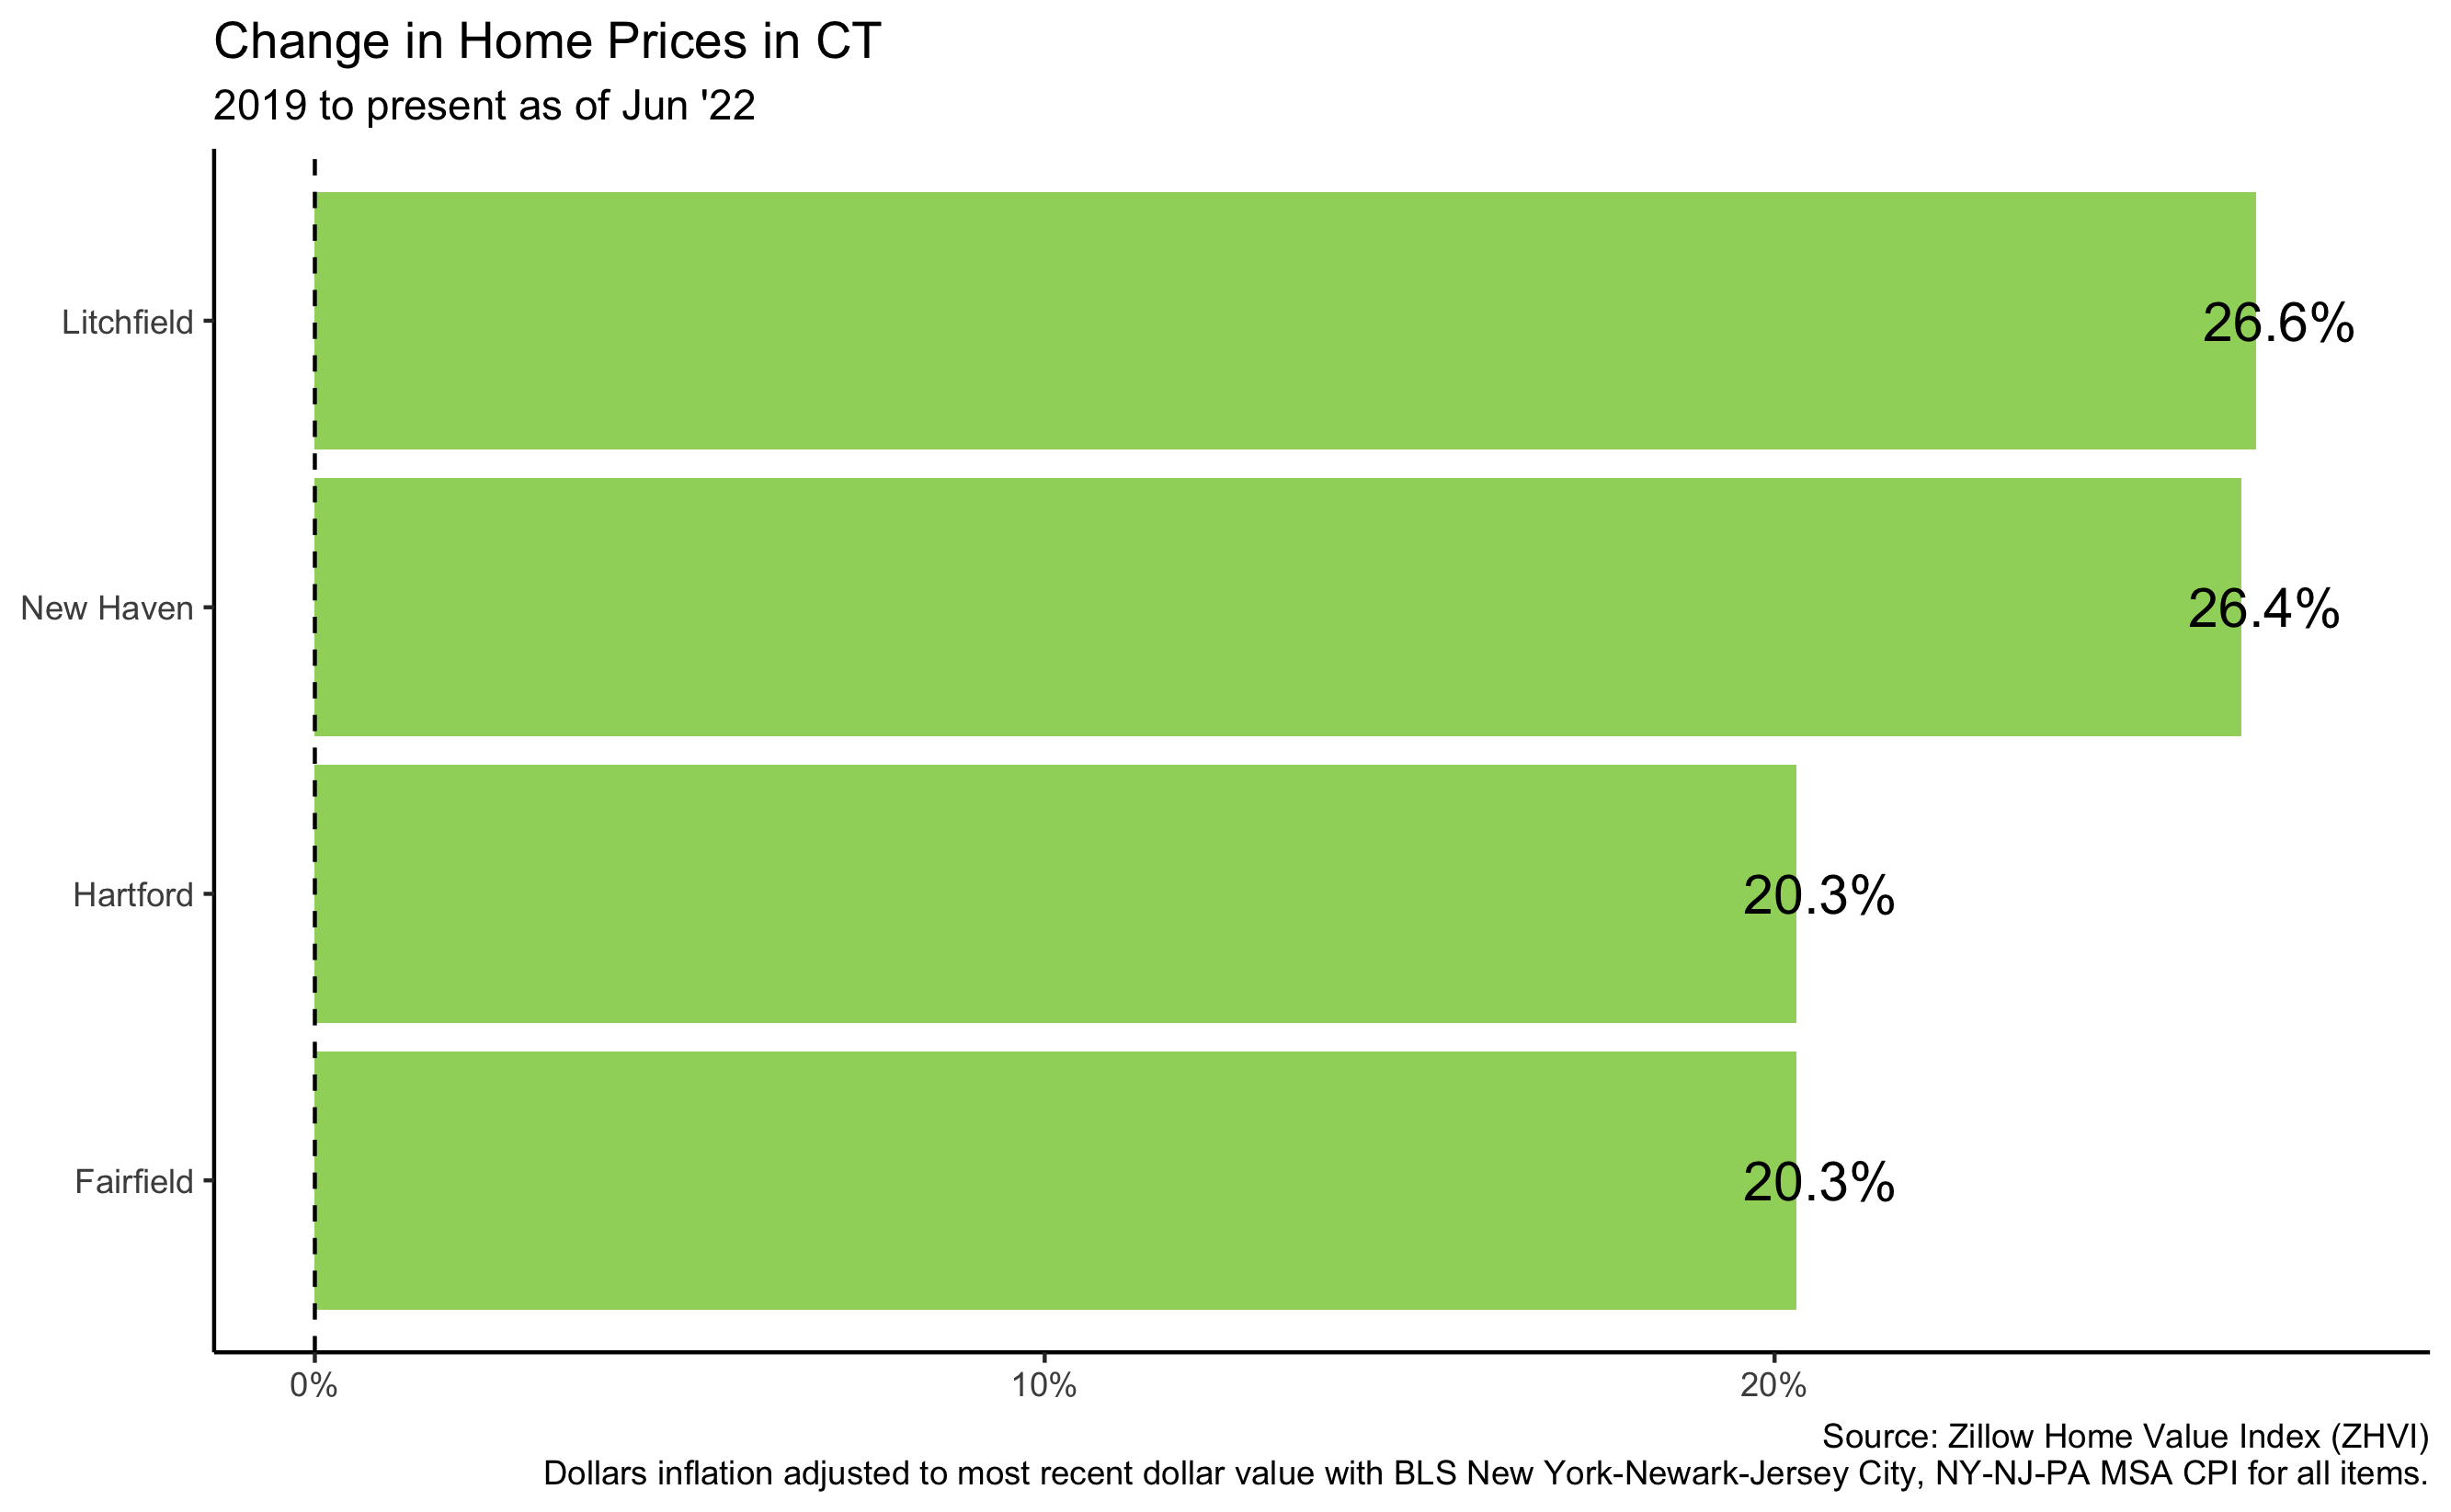 Change in Home Prices in CT
2019 to present as of Jun '22
Litchfield
26.6%
New Haven
26.4%
Hartford
20.3%
Fairfield
20.3%
0%
10%
20%
Source: Zillow Home Value Index (ZHVI)
Dollars inflation adjusted to most recent dollar value with BLS New York-Newark-Jersey City, NY-NJ-PA MSA CPI for all items.